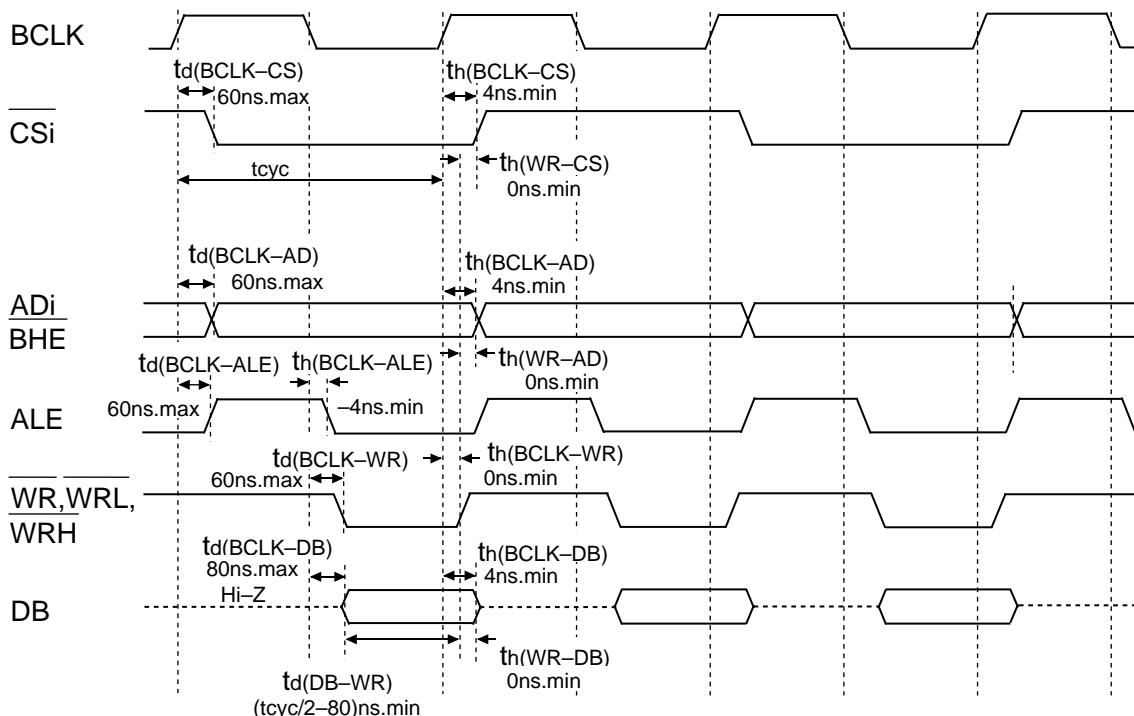 BCLK
td(BCLK–CS)
60ns.max
th(BCLK–CS)
4ns.min
CSi
tcyc
th(WR–CS)
0ns.min
td(BCLK–AD)
60ns.max
th(BCLK–AD)
4ns.min
ADi
BHE
td(BCLK–ALE)
60ns.max
th(BCLK–ALE)
–4ns.min
th(WR–AD)
0ns.min
ALE
td(BCLK–WR)
60ns.max
th(BCLK–WR)
0ns.min
WR,WRL,
WRH
td(BCLK–DB)
80ns.max
th(BCLK–DB)
4ns.min
Hi–Z
DB
th(WR–DB)
0ns.min
td(DB–WR)
(tcyc/2–80)ns.min